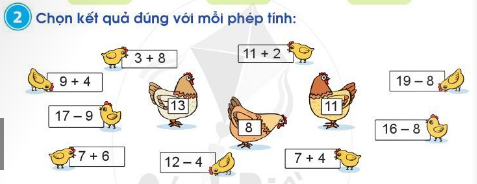 2 Chọn kết quả đúng với mỗi phép tính:
3 + 8
11 + 2
9 + 4
19 – 8
13
11
17 – 9
8
16 – 8
7 + 6
12 – 4
7 + 4